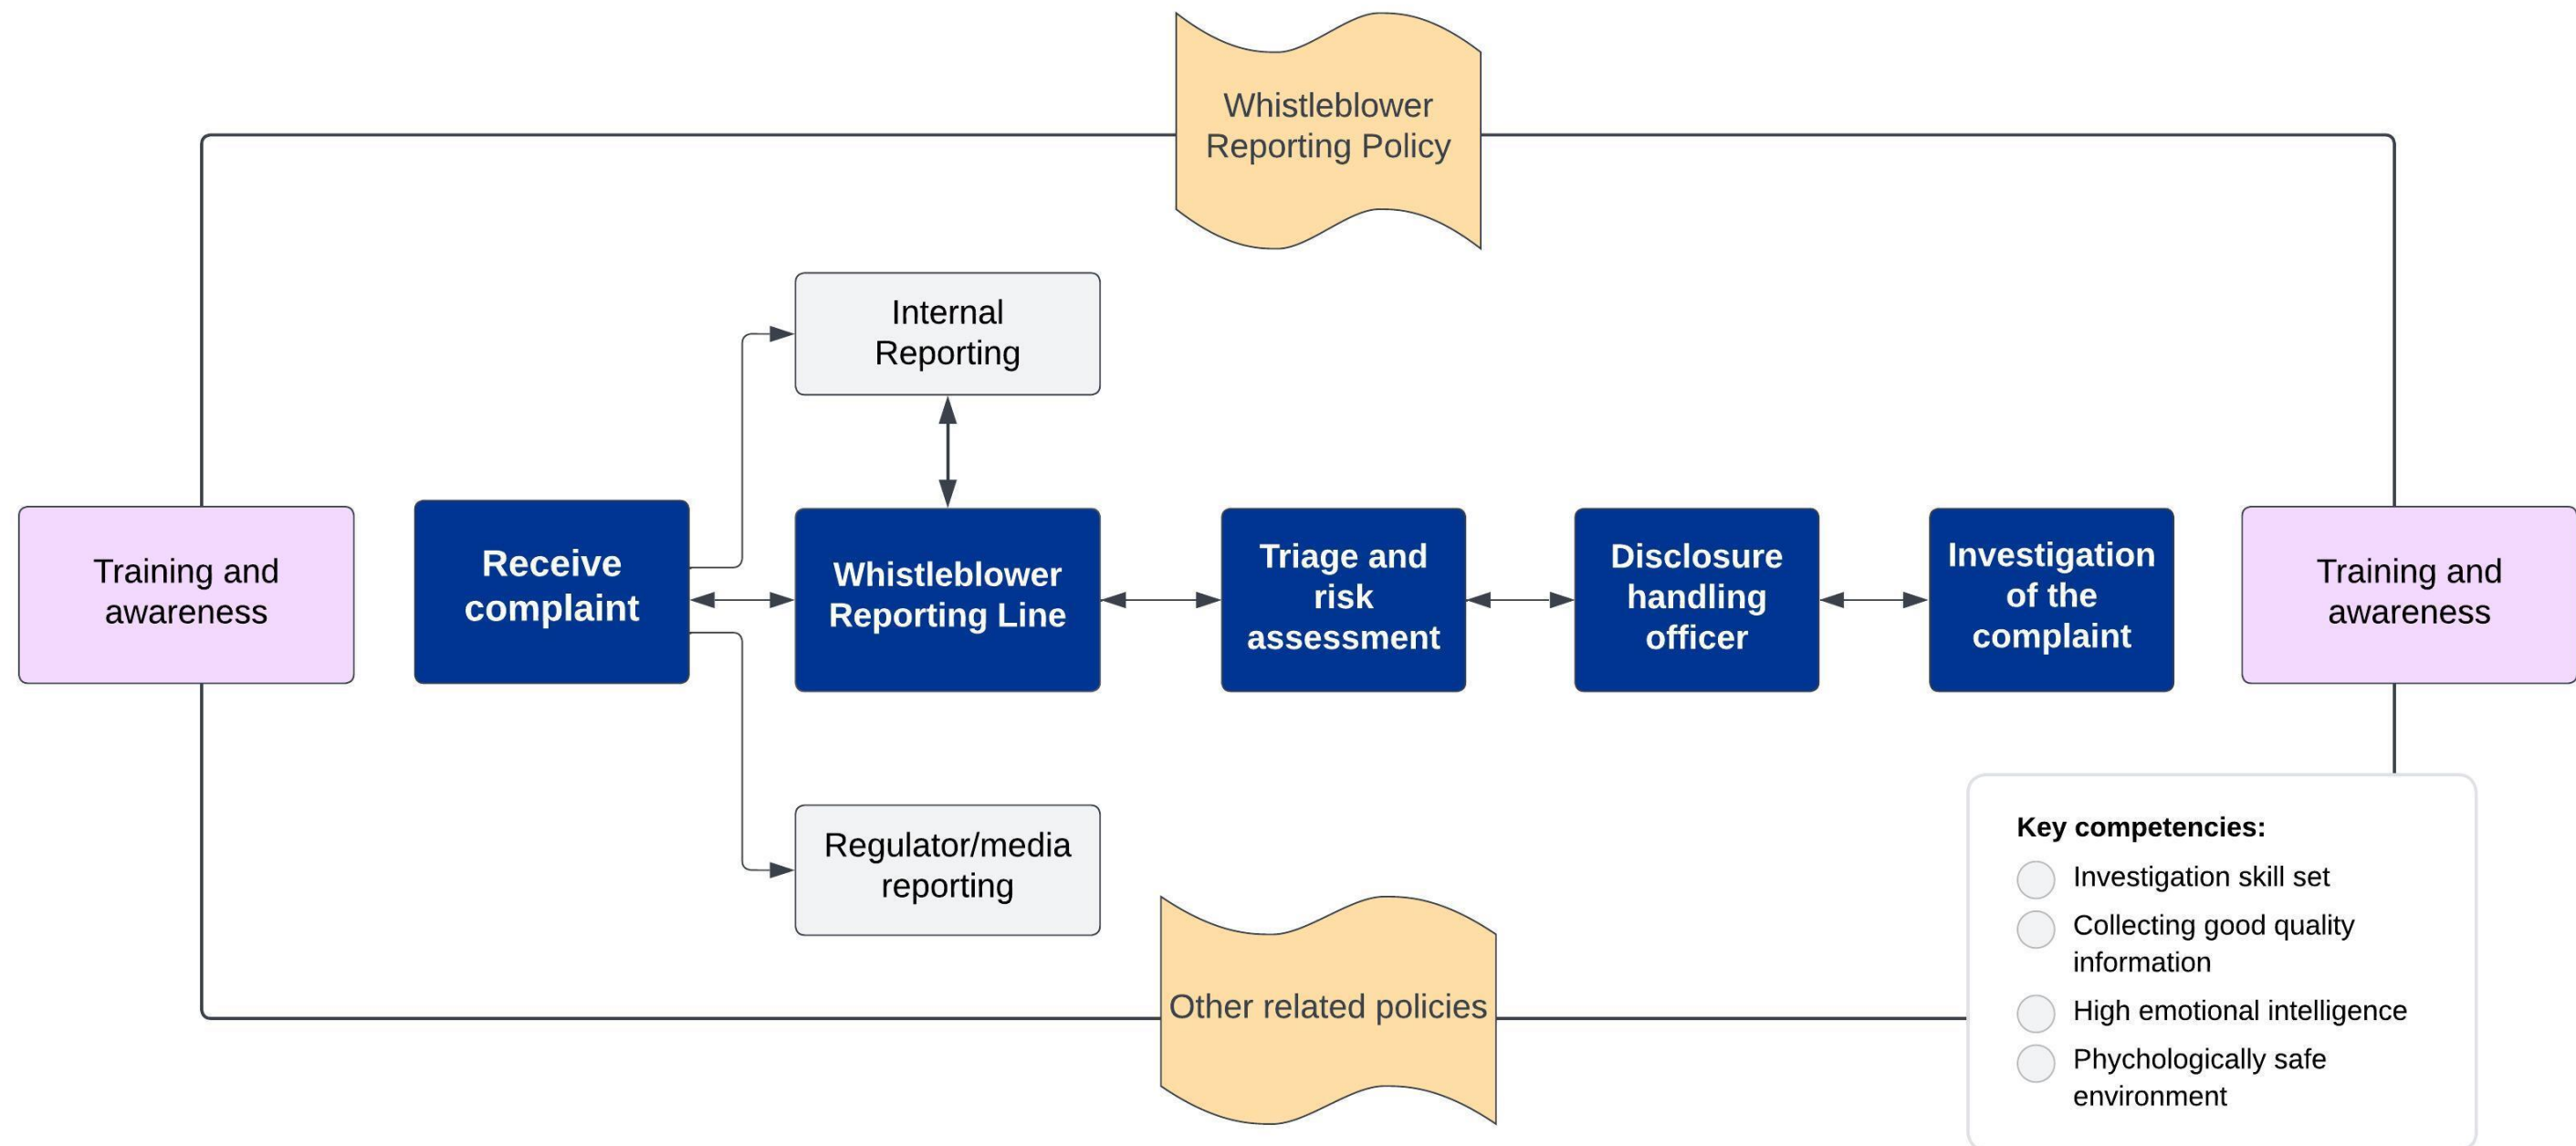 Whistleblower
Reporting Policy
Internal
Reporting
Training and
awareness
Receive
complaint
Whistleblower
Reporting Line
Triage and
risk
assessment
Disclosure
handling
officer
Investigation
of the
complaint
Training and
awareness
Regulator/media
reporting
Other related policies
Key competencies:
Investigation skill set
Collecting good quality
information
High emotional intelligence
Phychologically safe
environment